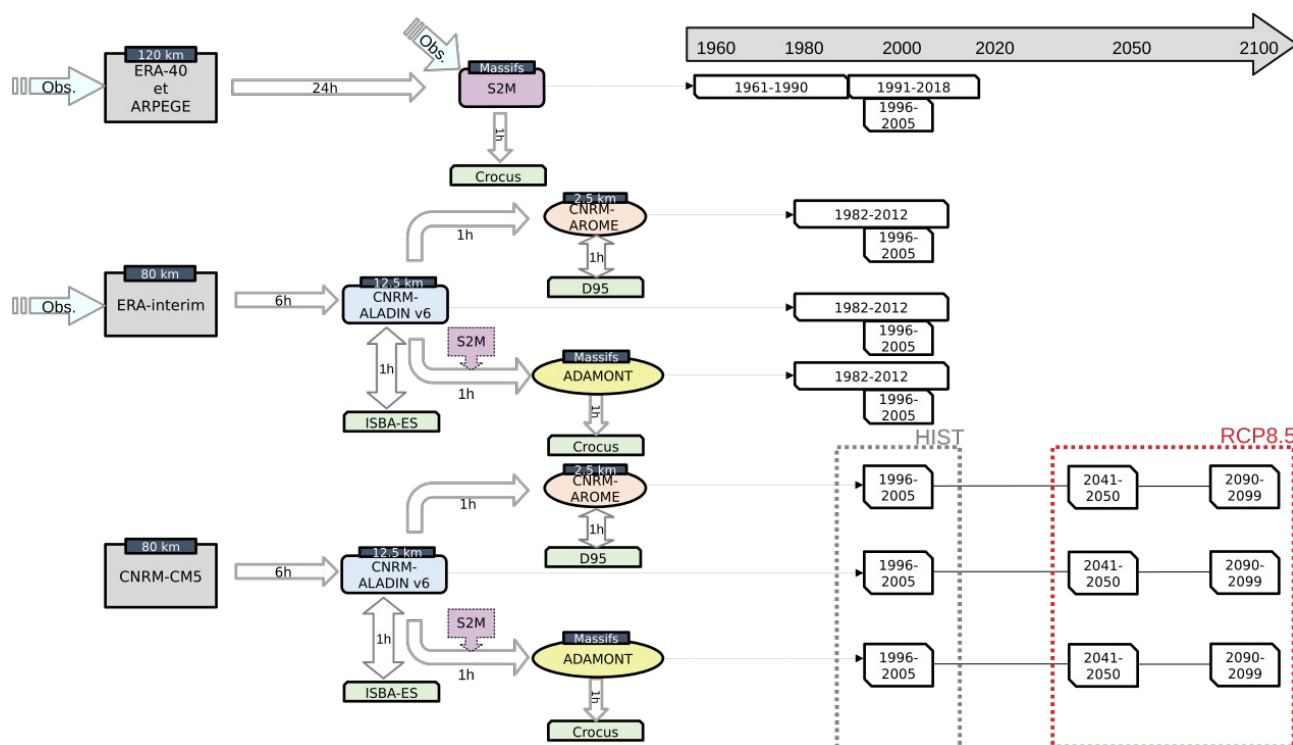 1960 1980 2000 2020 2050 2100
Obs.
120 km
ERA-40
et
ARPEGE
24h
Obs.
Massifs
S2M
1h
Crocus
1961-1990
1991-2018
1996-
2005
Obs.
80 km
ERA-interim
6h
12.5 km
CNRM-
ALADIN v6
1h
ISBA-ES
1h
2.5 km
CNRM-
AROME
1h
D95
S2M
1h
Massifs
ADAMONT
1h
Crocus
1982-2012
1996-
2005
1982-2012
1996-
2005
1982-2012
1996-
2005
HIST
RCP8.5
80 km
CNRM-CM5
6h
12.5 km
CNRM-
ALADIN v6
1h
ISBA-ES
1h
2.5 km
CNRM-
AROME
1h
D95
S2M
1h
Massifs
ADAMONT
1h
Crocus
1996-
2005
2041-
2050
2090-
2099
1996-
2005
2041-
2050
2090-
2099
1996-
2005
2041-
2050
2090-
2099